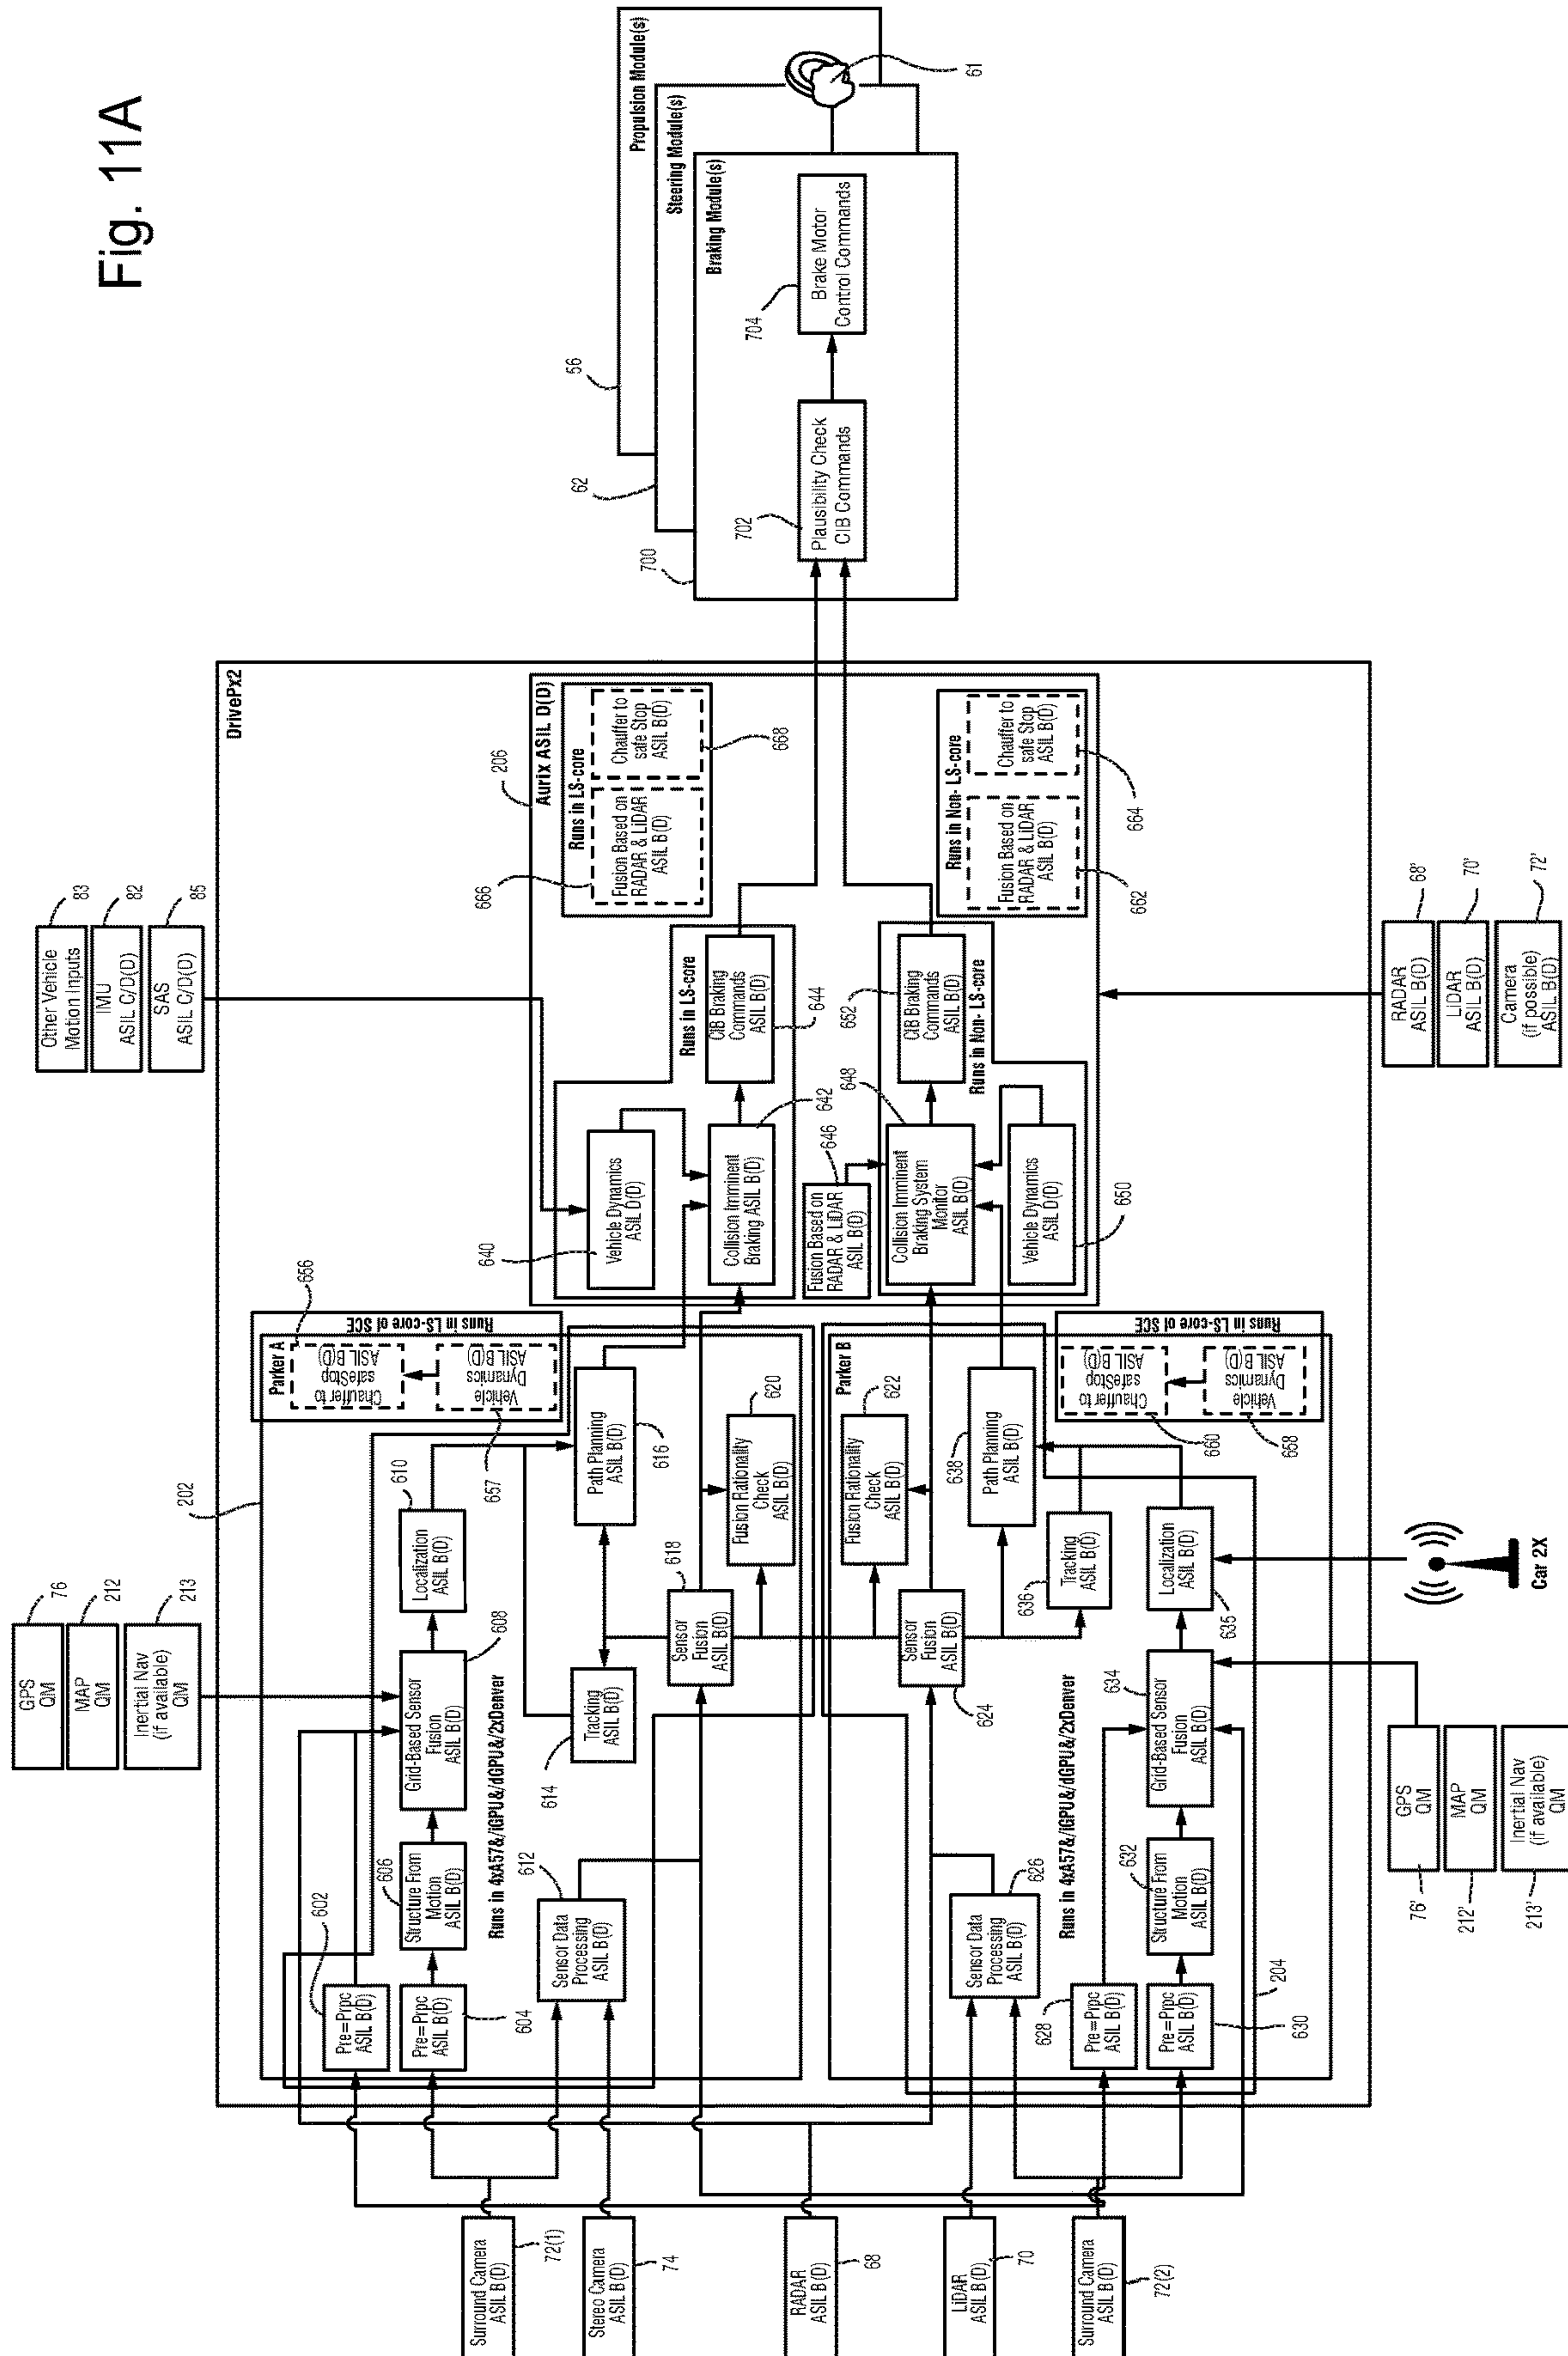 Fig. 11A
Propulsion Module(s)
Steering Module(s)
Braking Module(s)
61
66
62
700
702
Plausibility Check
CIB Commands
704
Brake Motor
Control Commands
DrivePx2
Other Vehicle
Motion Inputs
83
IMU
ASIL C/D(D)
82
SAS
ASIL C/D(D)
85
206
Aurix ASIL D(D)
Runs in LS-core
666
Fusion Based on
RADAR & LiDAR
ASIL B(D)
Chauffer to
safe Stop
ASIL B(D)
668
Runs in LS-core
640
Vehicle Dynamics
ASIL D(D)
Collision Imminent
Braking ASIL B(D)
642
CIB Braking
Commands
ASIL B(D)
644
Fusion Based on
RADAR & LiDAR
ASIL B(D)
646
Collision Imminent
Braking System
Monitor
ASIL B(D)
648
CIB Braking
Commands
ASIL B(D)
652
Runs in Non- LS-core
Vehicle Dynamics
ASIL D(D)
650
Runs in Non- LS-core
Fusion Based on
RADAR & LiDAR
ASIL B(D)
662
Chauffer to
safe Stop
ASIL B(D)
664
RADAR
ASIL B(D)
68'
LIDAR
ASIL B(D)
70'
Camera
(if possible)
ASIL B(D)
72'
GPS
QM
76
MAP
QM
212
Inertial Nav
(if available)
QM
213
202
Parker A
Chauffer to
safeStop
ASIL B(D)
656
Vehicle
Dynamics
ASIL B(D)
657
Runs in LS-core of SCE
602
Pre=Prpc
ASIL B(D)
Pre=Prpc
ASIL B(D)
604
606
Structure From
Motion
ASIL B(D)
Grid-Based Sensor
Fusion
ASIL B(D)
608
Localization
ASIL B(D)
610
Runs in 4xA57&/iGPU&/dGPU&/2xDenver
612
Sensor Data
Processing
ASIL B(D)
614
Tracking
ASIL B(D)
Path Planning
ASIL B(D)
616
Sensor
Fusion
ASIL B(D)
618
Fusion Rationality
Check
ASIL B(D)
620
Parker B
Fusion Rationality
Check
ASIL B(D)
622
Sensor
Fusion
ASIL B(D)
624
Sensor Data
Processing
ASIL B(D)
626
638
Path Planning
ASIL B(D)
636
Tracking
ASIL B(D)
Runs in 4xA57&/iGPU&/dGPU&/2xDenver
628
Pre=Prpc
ASIL B(D)
Pre=Prpc
ASIL B(D)
630
632
Structure From
Motion
ASIL B(D)
634
Grid-Based Sensor
Fusion
ASIL B(D)
Localization
ASIL B(D)
635
204
Chauffer to
safeStop
ASIL B(D)
660
Vehicle
Dynamics
ASIL B(D)
658
Runs in LS-core of SCE
Car 2X
GPS
QM
76'
MAP
QM
212'
Inertial Nav
(if available)
QM
213'
Surround Camera
ASIL B(D)
72(1)
Stereo Camera
ASIL B(D)
74
RADAR
ASIL B(D)
68
LiDAR
ASIL B(D)
70
Surround Camera
ASIL B(D)
72(2)